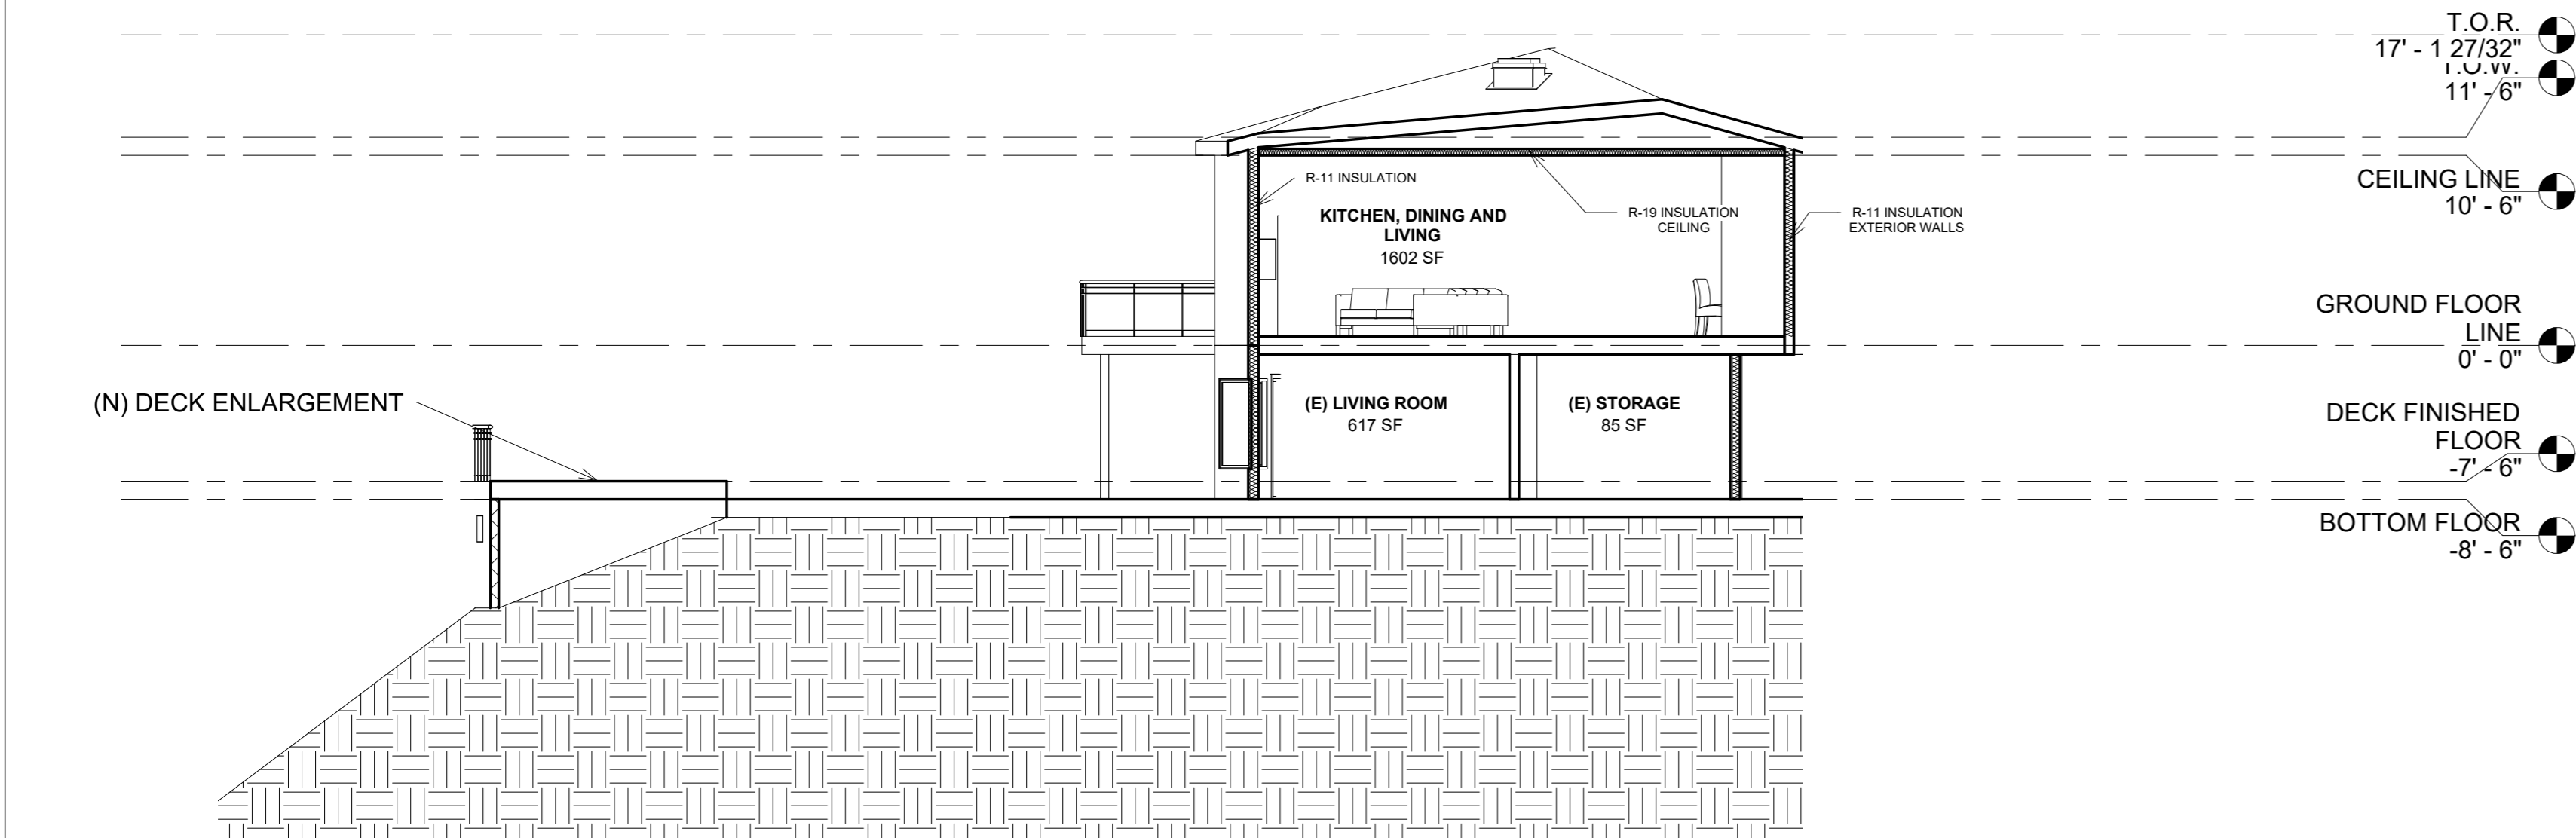 T.O.R.
17' - 1 27/32"
T.O.W.
11' - 6"
CEILING LINE
10' - 6"
R-11 INSULATION
KITCHEN, DINING AND
LIVING
1602 SF
R-19 INSULATION
CEILING
R-11 INSULATION
EXTERIOR WALLS
GROUND FLOOR
LINE
0' - 0"
(N) DECK ENLARGEMENT
(E) LIVING ROOM
617 SF
(E) STORAGE
85 SF
DECK FINISHED
FLOOR
-7' - 6"
BOTTOM FLOOR
-8' - 6"